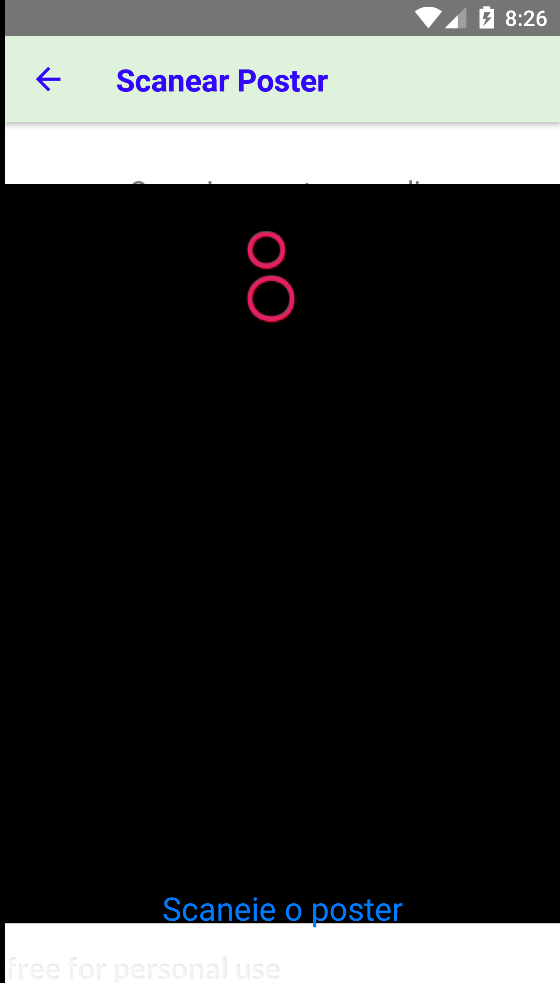 8:26
Scanear Poster
Scaneie o poster
free for personal use